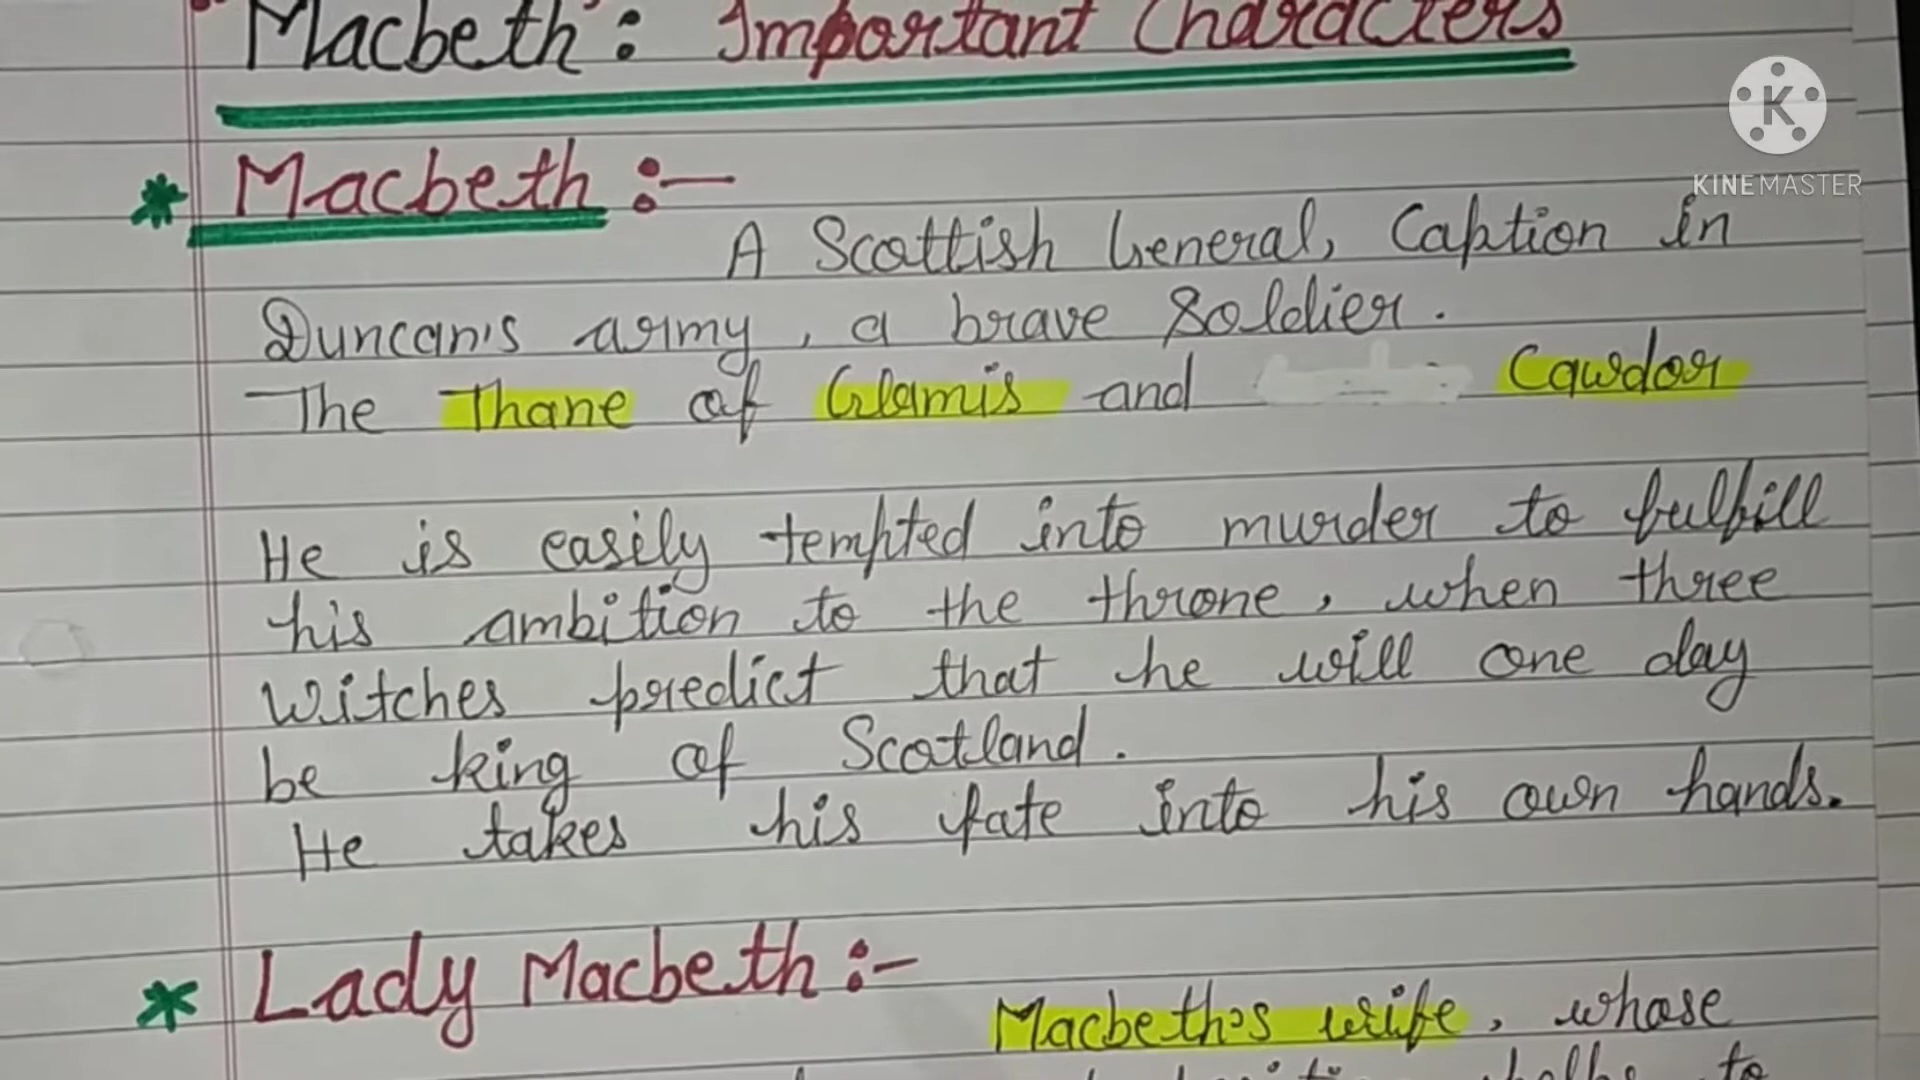 Macbeth: Important Characters
K
KINEMASTER
* Macbeth :-
A Scottish General, Caption in
Duncan's army, a brave Soldier.
The Thane of Glamis and Cawdor
He is easily tempted into murder to fulfill
his ambition to the throne, when three
Witches predict that he will one day
be king of Scotland.
He takes his fate into his own hands.
* Lady Macbeth :-
Macbeth's wife, whose
to